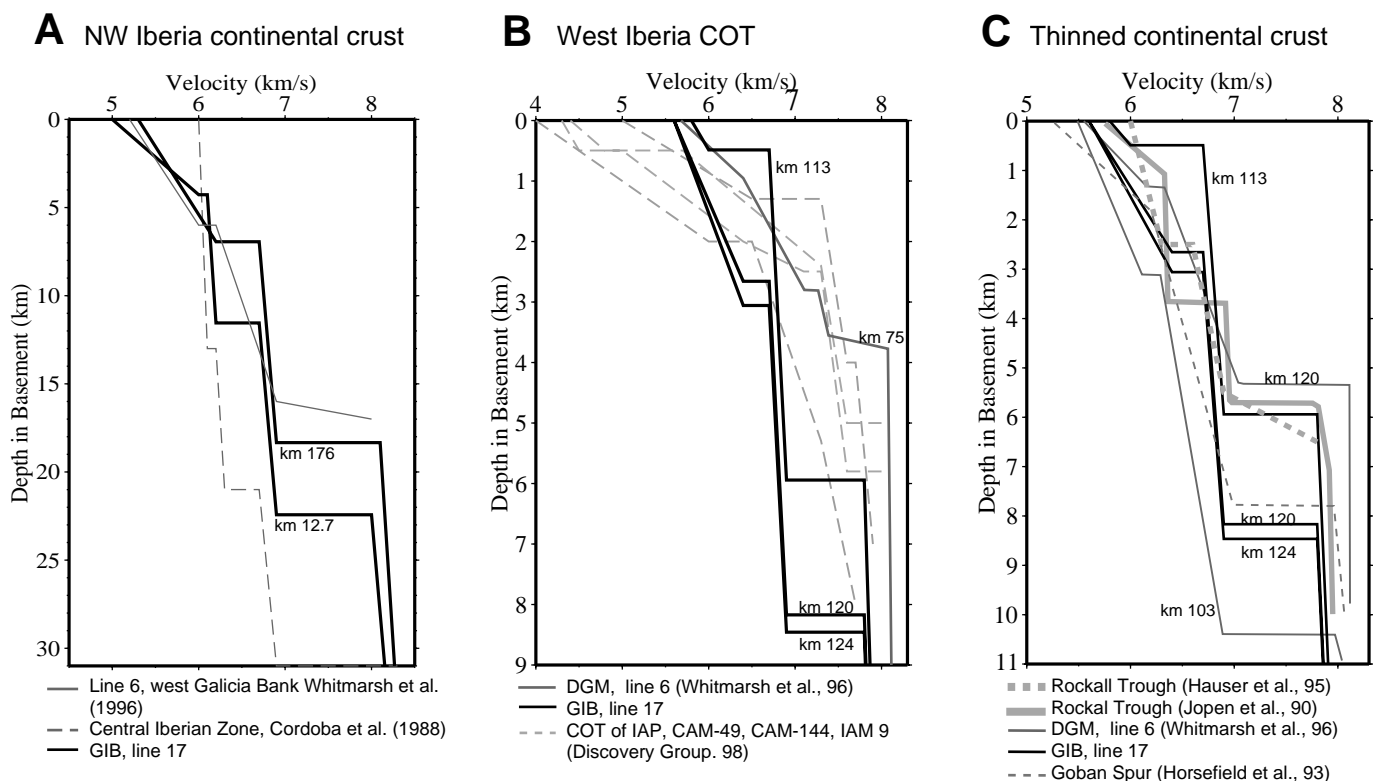 A NW Iberia continental crust
Velocity (km/s)
5 6 7 8
0
5
10
15
20
25
30
Depth in Basement (km)
km 176
km 12.7
Line 6, west Galicia Bank Whitmarsh et al.
(1996)
Central Iberian Zone, Cordoba et al. (1988)
GIB, line 17
B West Iberia COT
Velocity (km/s)
4 5 6 7 8
0
1
2
3
4
5
6
7
8
9
Depth in Basement (km)
km 113
km 75
km 120
km 124
DGM, line 6 (Whitmarsh et al., 96)
GIB, line 17
COT of IAP, CAM-49, CAM-144, IAM 9
(Discovery Group. 98)
C Thinned continental crust
Velocity (km/s)
5 6 7 8
0
1
2
3
4
5
6
7
8
9
10
11
Depth in Basement (km)
km 113
km 120
km 120
km 124
km 103
Rockall Trough (Hauser et al., 95)
Rockal Trough (Jopen et al., 90)
DGM, line 6 (Whitmarsh et al., 96)
GIB, line 17
Goban Spur (Horsefield et al., 93)